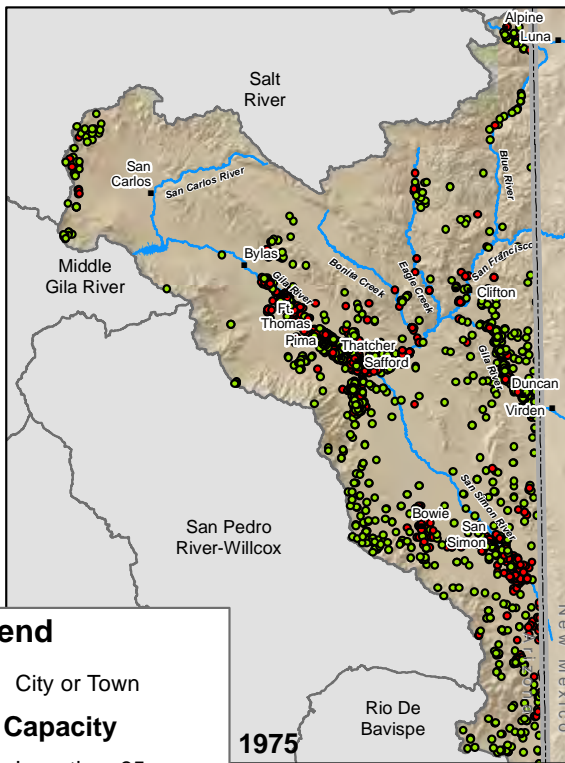 Alpine
Luna
Salt
River
Blue River
San
Carlos
San Carlos River
San Francisco
Middle
Gila River
Bylas
Bonita Creek
Eagle Creek
Gila River
Clifton
Ft.
Thomas
Pima
Thatcher
Safford
Gila River
Duncan
Virden
San Simon River
Bowie
San
Simon
San Pedro
River-Willcox
Arizona
New Mexico
end
City or Town
Capacity
Rio De
Bavispe
1975